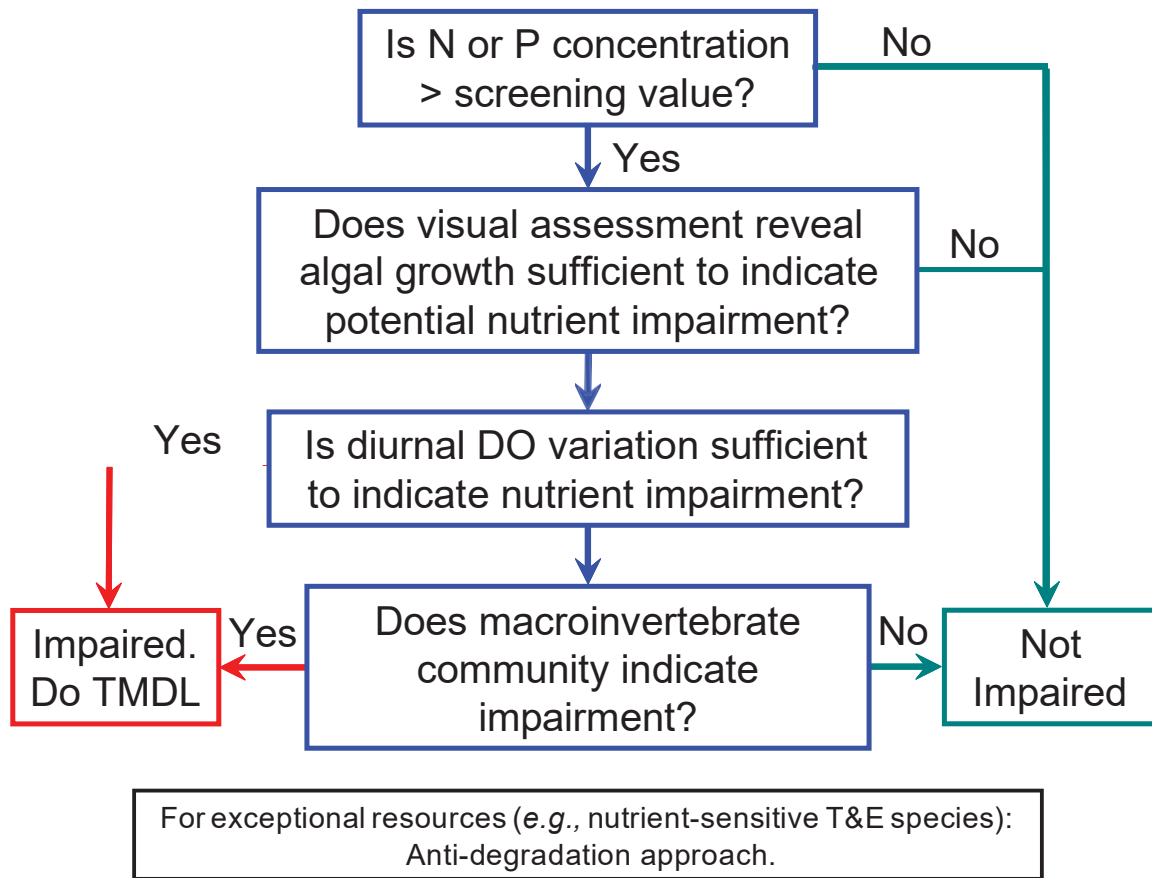 Is N or P concentration
> screening value?
No
Yes
Does visual assessment reveal
algal growth sufficient to indicate
potential nutrient impairment?
No
Yes
Is diurnal DO variation sufficient
to indicate nutrient impairment?
Impaired.
Do TMDL
Yes
Does macroinvertebrate
community indicate
impairment?
No
Not
Impaired
For exceptional resources (e.g., nutrient-sensitive T&E species):
Anti-degradation approach.